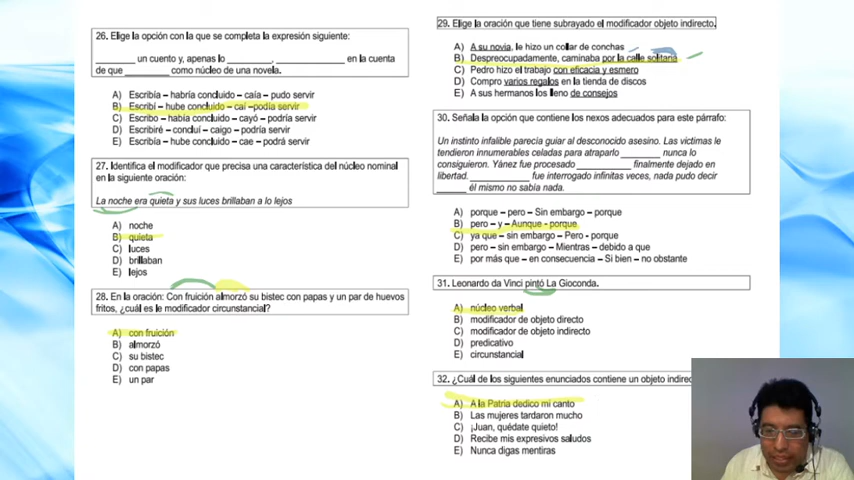 26. Elige la opción con la que se completa la expresión siguiente:
________ un cuento y, apenas lo _________, ____________________ en la cuenta
de que _________ como núcleo de una novela.
A) Escribía – habría concluido – caía – pudo servir
B) Escribí – hube concluido – caí –podía servir
C) Escribo – había concluido – cayó – podría servir
D) Escribiré – concluí – caigo – podría servir
E) Escribía – hube concluido – cae – podrá servir
27. Identifica el modificador que precisa una característica del núcleo nominal
en la siguiente oración:
La noche era quieta y sus luces brillaban a lo lejos
A) noche
B) quieta
C) luces
D) brillaban
E) lejos
28. En la oración: Con fruición almorzó su bistec con papas y un par de huevos
fritos, ¿cuál es le modificador circunstancial?
A) con fruición
B) almorzó
C) su bistec
D) con papas
E) un par
29. Elige la oración que tiene subrayado el modificador objeto indirecto.
A) A su novia, le hizo un collar de conchas
B) Despreocupadamente, caminaba por la calle solitaria
C) Pedro hizo el trabajo con eficacia y esmero
D) Compro varios regalos en la tienda de discos
E) A sus hermanos los lleno de consejos
30. Señala la opción que contiene los nexos adecuados para este párrafo:
Un instinto infalible parecía guiar al desconocido asesino. Las victimas le
tendieron innumerables celadas para atraparlo ________ nunca lo
consiguieron. Yánez fue procesado ___________ finalmente dejado en
libertad. ____________ fue interrogado infinitas veces, nada pudo decir
______ él mismo no sabía nada.
A) porque – pero – Sin embargo – porque
B) pero – y – Aunque - porque
C) ya que – sin embargo – Pero - porque
D) pero – sin embargo – Mientras – debido a que
E) por más que – en consecuencia – Si bien – no obstante
31. Leonardo da Vinci pintó La Gioconda.
A) núcleo verbal
B) modificador de objeto directo
C) modificador de objeto indirecto
D) predicativo
E) circunstancial
32. ¿Cuál de los siguientes enunciados contiene un objeto
A) A la Patria dedico mi canto
B) Las mujeres tardaron mucho
C) ¡Juan, quédate quieto!
D) Recibe mis expresivos saludos
E) Nunca digas mentiras